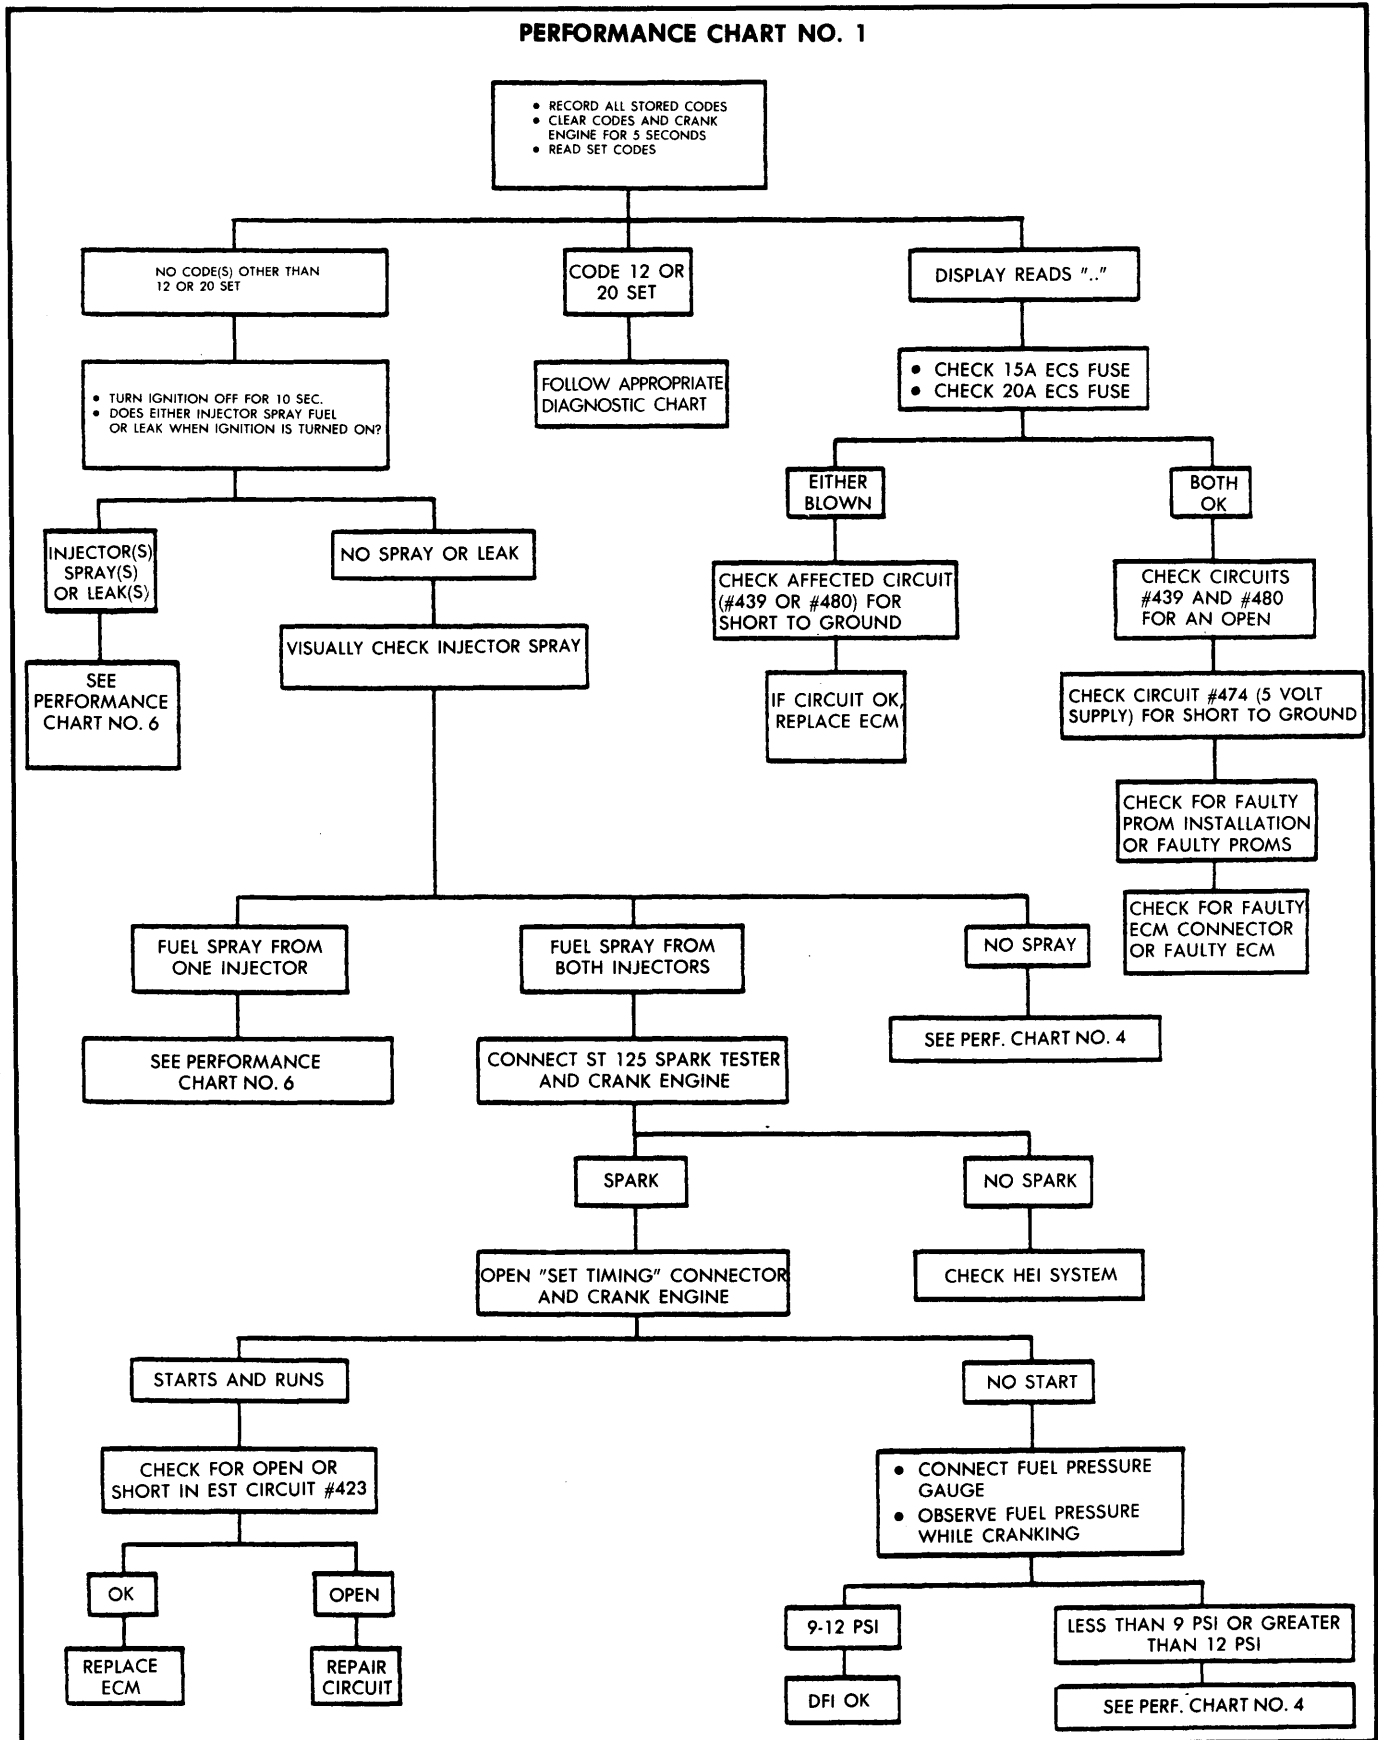 PERFORMANCE CHART NO. 1
• RECORD ALL STORED CODES
• CLEAR CODES AND CRANK
ENGINE FOR 5 SECONDS
• READ SET CODES
NO CODE(S) OTHER THAN
12 OR 20 SET
CODE 12 OR
20 SET
DISPLAY READS ".."
• TURN IGNITION OFF FOR 10 SEC.
• DOES EITHER INJECTOR SPRAY FUEL
OR LEAK WHEN IGNITION IS TURNED ON?
FOLLOW APPROPRIATE
DIAGNOSTIC CHART
• CHECK 15A ECS FUSE
• CHECK 20A ECS FUSE
EITHER
BLOWN
BOTH
OK
INJECTOR(S)
SPRAY(S)
OR LEAK(S)
NO SPRAY OR LEAK
CHECK AFFECTED CIRCUIT
(#439 OR #480) FOR
SHORT TO GROUND
CHECK CIRCUITS
#439 AND #480
FOR AN OPEN
VISUALLY CHECK INJECTOR SPRAY
SEE
PERFORMANCE
CHART NO. 6
IF CIRCUIT OK,
REPLACE ECM
CHECK CIRCUIT #474 (5 VOLT
SUPPLY) FOR SHORT TO GROUND
CHECK FOR FAULTY
PROM INSTALLATION
OR FAULTY PROMS
CHECK FOR FAULTY
ECM CONNECTOR
OR FAULTY ECM
FUEL SPRAY FROM
ONE INJECTOR
FUEL SPRAY FROM
BOTH INJECTORS
NO SPRAY
SEE PERFORMANCE
CHART NO. 6
CONNECT ST 125 SPARK TESTER
AND CRANK ENGINE
SEE PERF. CHART NO. 4
SPARK
NO SPARK
OPEN "SET TIMING" CONNECTOR
AND CRANK ENGINE
CHECK HEI SYSTEM
STARTS AND RUNS
NO START
CHECK FOR OPEN OR
SHORT IN EST CIRCUIT #423
• CONNECT FUEL PRESSURE
GAUGE
• OBSERVE FUEL PRESSURE
WHILE CRANKING
OK
OPEN
9-12 PSI
LESS THAN 9 PSI OR GREATER
THAN 12 PSI
REPLACE
ECM
REPAIR
CIRCUIT
DFI OK
SEE PERF. CHART NO. 4